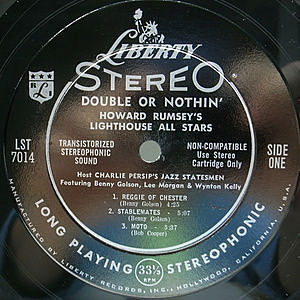 LIBERTY
STEREO
DOUBLE OR NOTHIN'
HOWARD RUMSEY'S
LIGHTHOUSE ALL STARS
LST
7014
TRANSISTORIZED
STEREOPHONIC
SOUND
NON-COMPATIBLE
Use Stereo
Cartridge Only
SIDE
ONE
Host CHARLIE PERSIP'S JAZZ STATESMEN
Featuring Benny Golson, Lee Morgan & Wynton Kelly
1. REGGIE OF CHESTER
(Benny Golson) 4:25
2. STABLEMATES - 5:07
(Benny Golson)
3. MOTO - 5:37
(Bob Cooper)
LONG PLAYING 33⅓ RPM STEREOPHONIC
MANUFACTURED BY LIBERTY RECORDS, INC., HOLLYWOOD, CALIFORNIA, U.S.A.